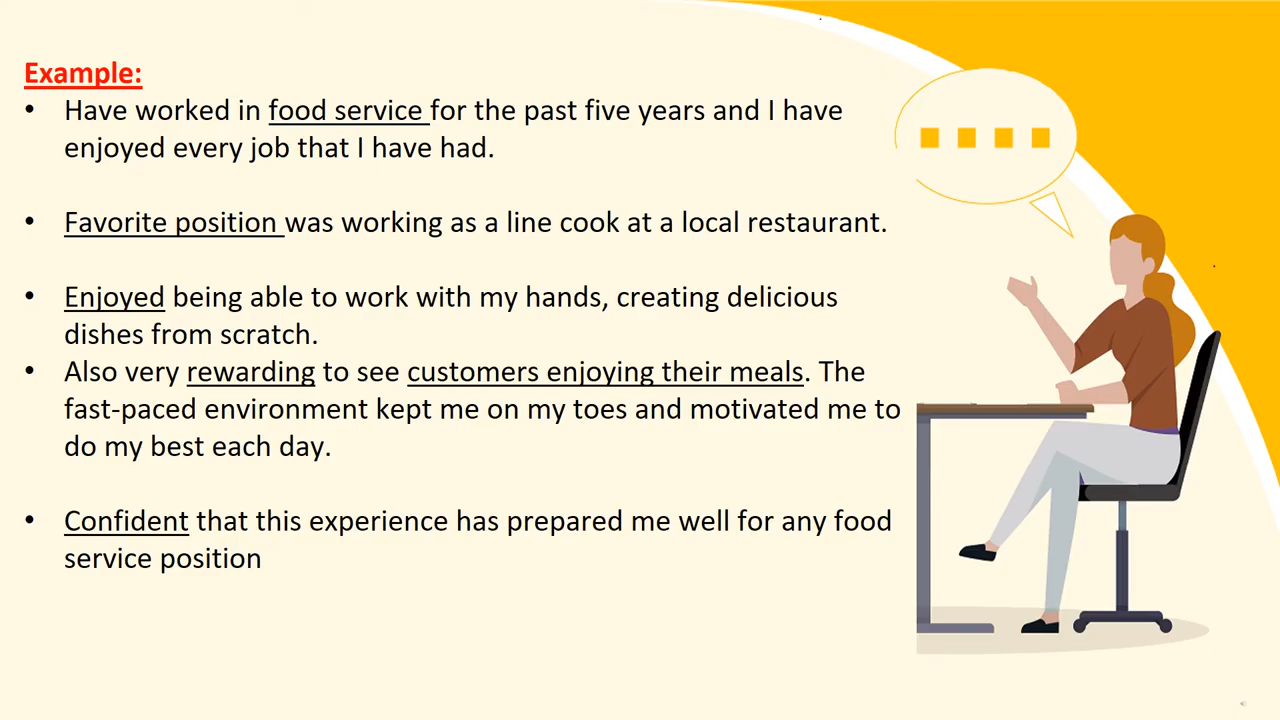 Example:
• Have worked in food service for the past five years and I have
enjoyed every job that I have had.
• Favorite position was working as a line cook at a local restaurant.
• Enjoyed being able to work with my hands, creating delicious
dishes from scratch.
• Also very rewarding to see customers enjoying their meals. The
fast-paced environment kept me on my toes and motivated me to
do my best each day.
• Confident that this experience has prepared me well for any food
service position